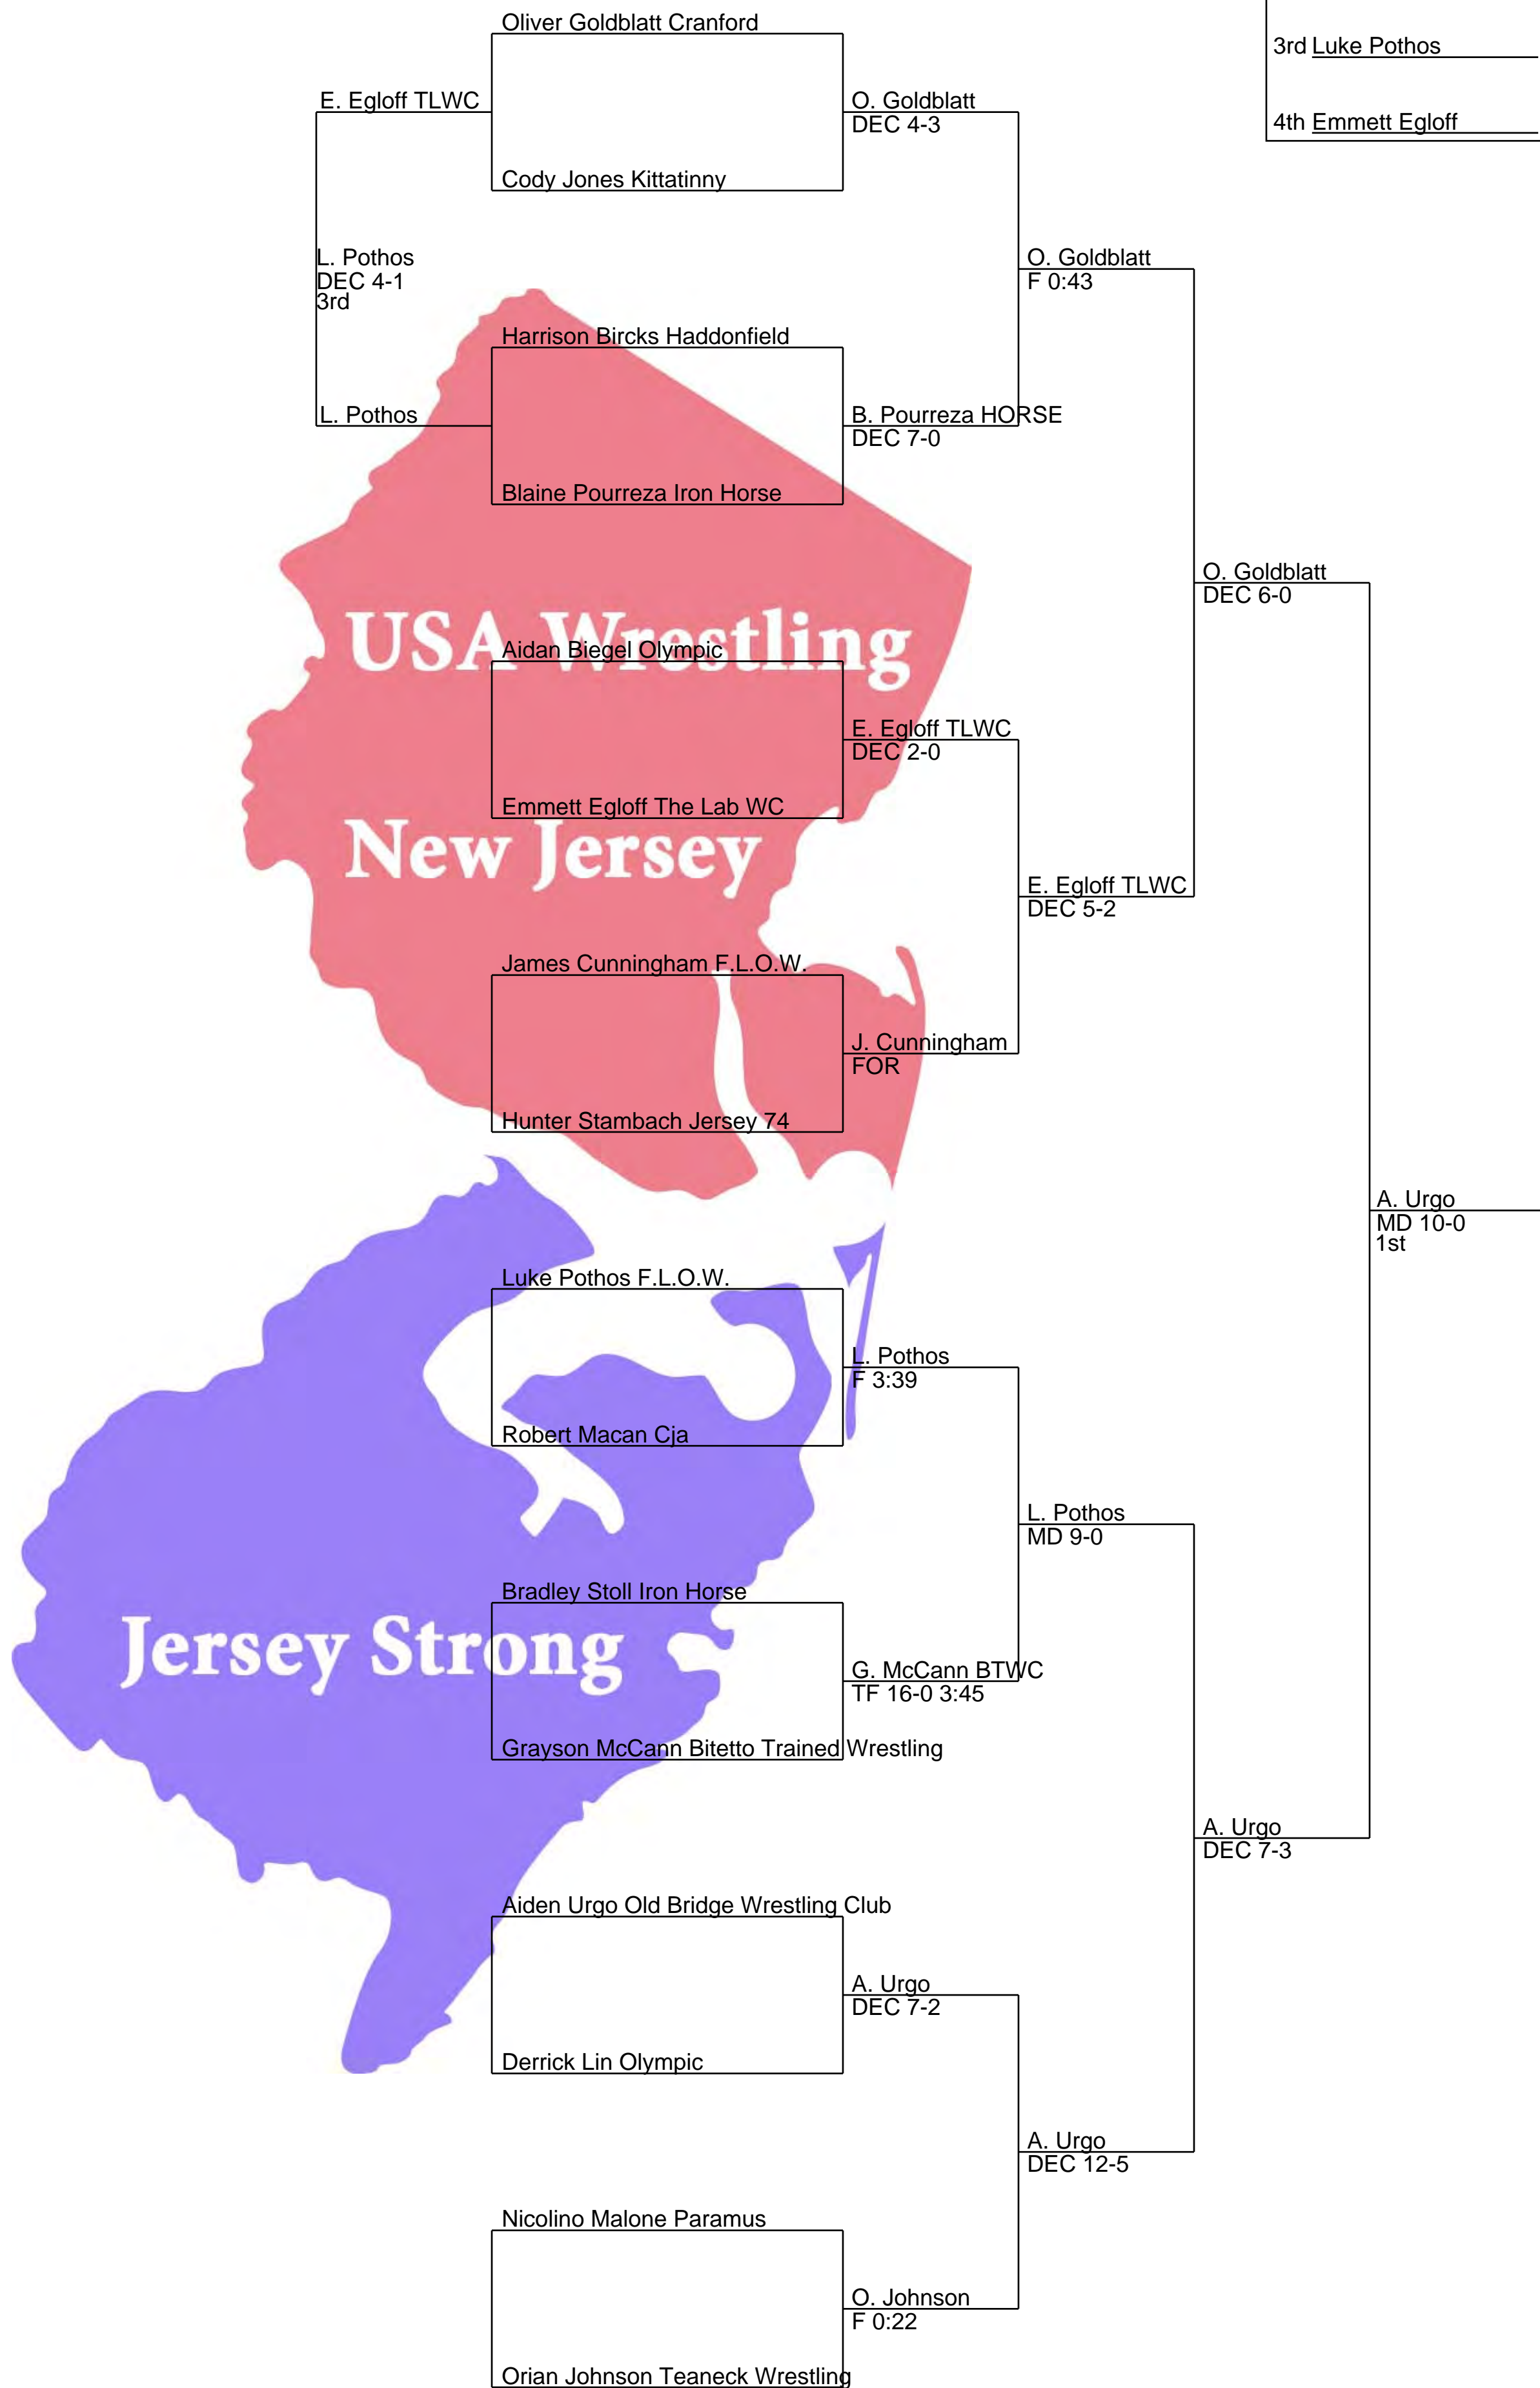 Oliver Goldblatt Cranford
3rd Luke Pothos
E. Egloff TLWC
O. Goldblatt
DEC 4-3
4th Emmett Egloff
Cody Jones Kittatinny
L. Pothos
DEC 4-1
3rd
O. Goldblatt
F 0:43
Harrison Bircks Haddonfield
L. Pothos
B. Pourreza HORSE
DEC 7-0
Blaine Pourreza Iron Horse
O. Goldblatt
DEC 6-0
USA Wrestling
Aidan Biegel Olympic
E. Egloff TLWC
DEC 2-0
Emmett Egloff The Lab WC
New Jersey
E. Egloff TLWC
DEC 5-2
James Cunningham F.L.O.W.
J. Cunningham
FOR
Hunter Stambach Jersey 74
A. Urgo
MD 10-0
1st
Luke Pothos F.L.O.W.
L. Pothos
F 3:39
Robert Macan Cja
L. Pothos
MD 9-0
Bradley Stoll Iron Horse
Jersey Strong
G. McCann BTWC
TF 16-0 3:45
Grayson McCann Bitetto Trained Wrestling
A. Urgo
DEC 7-3
Aiden Urgo Old Bridge Wrestling Club
A. Urgo
DEC 7-2
Derrick Lin Olympic
A. Urgo
DEC 12-5
Nicolino Malone Paramus
O. Johnson
F 0:22
Orian Johnson Teaneck Wrestling